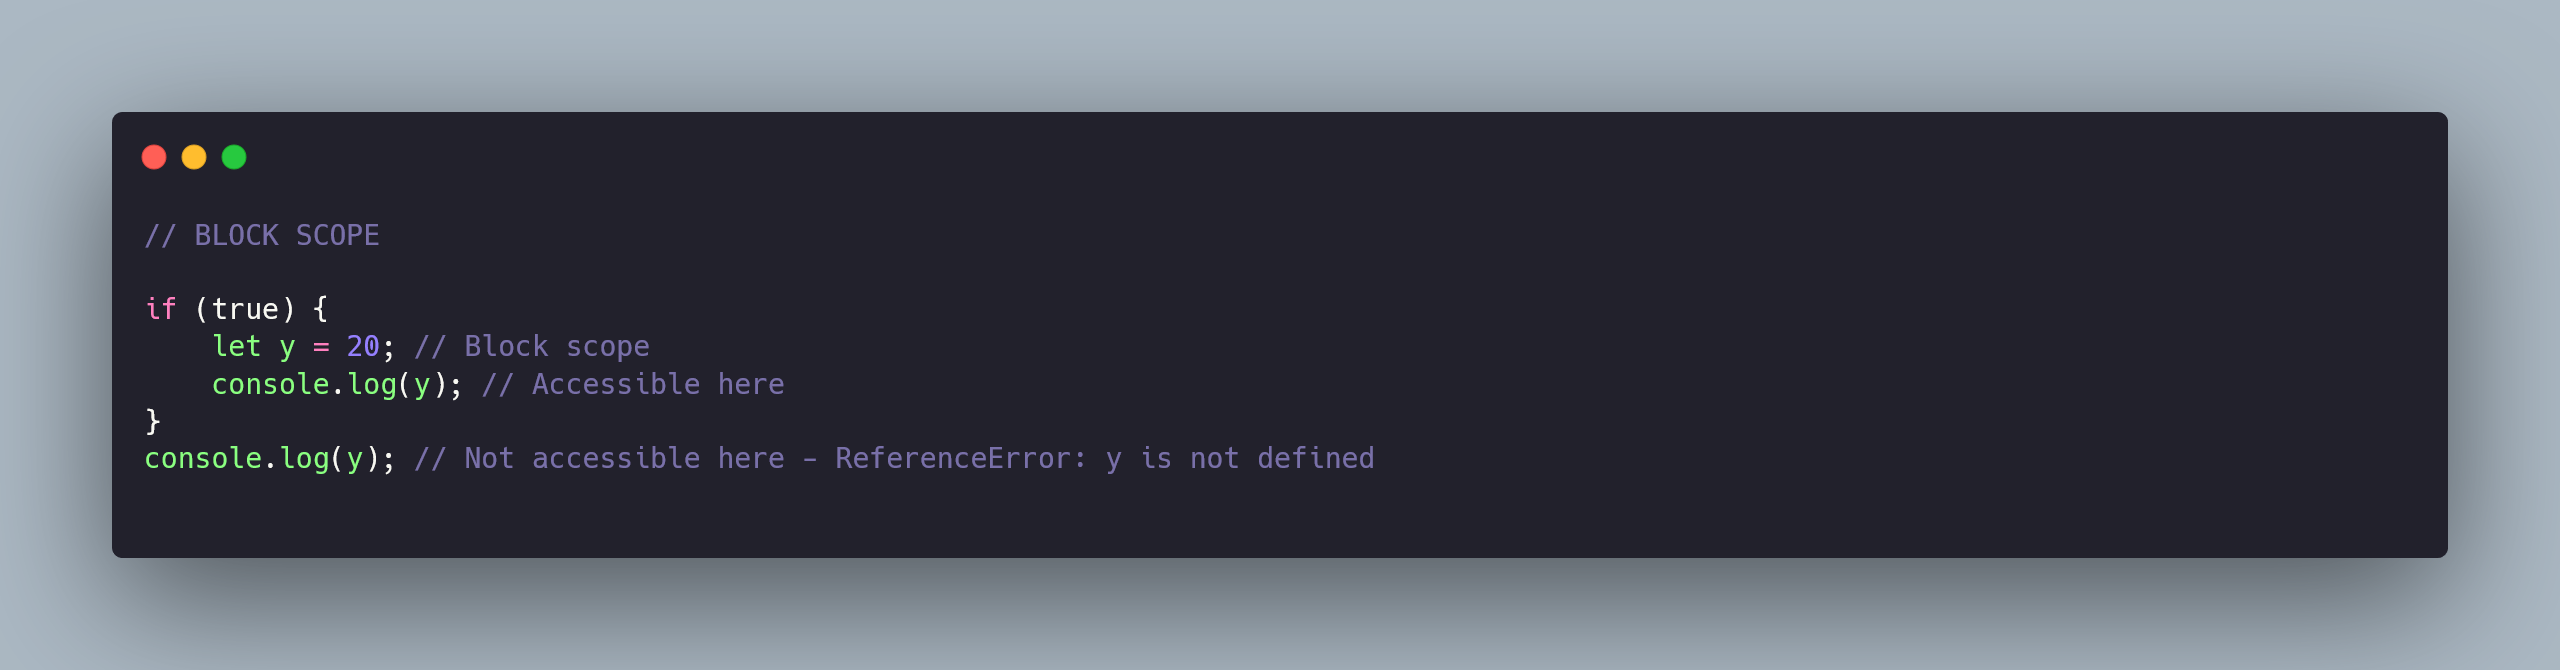 // BLOCK SCOPE
if (true) {
    let y = 20; // Block scope
    console.log(y); // Accessible here
}
console.log(y); // Not accessible here - ReferenceError: y is not defined